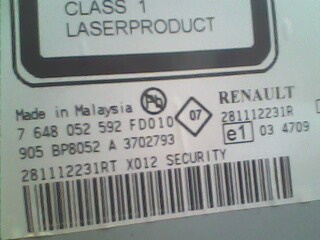 CLASS 1
LASERPRODUCT
Made in Malaysia Pb 07 RENAULT
7 648 052 592 FD010 281112231R
905 BP8052 A 3702793 e1 03 4709
281112231RT X012 SECURITY